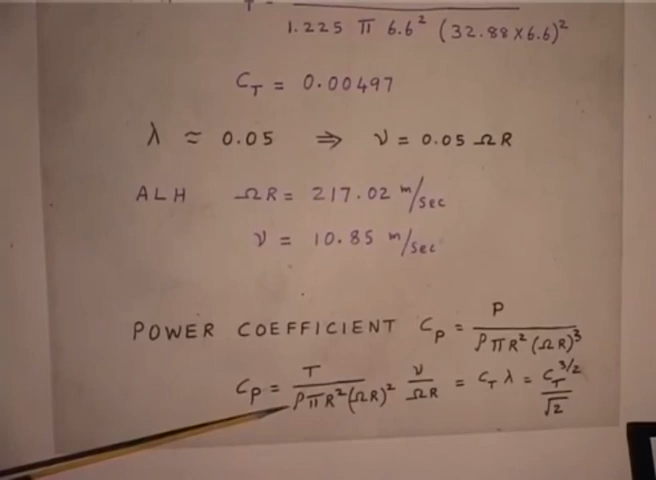 T =
1.225 π 6.6² (32.88×6.6)²
C_T = 0.00497
λ ≈ 0.05 ⇒ ν = 0.05 ΩR
ALH ΩR = 217.02 m/sec
ν = 10.85 m/sec
POWER COEFFICIENT C_p = P / ρπR²(ΩR)³
C_p = T / ρπR²(ΩR)² ν / ΩR = C_T λ = C_T^3/2 / √2